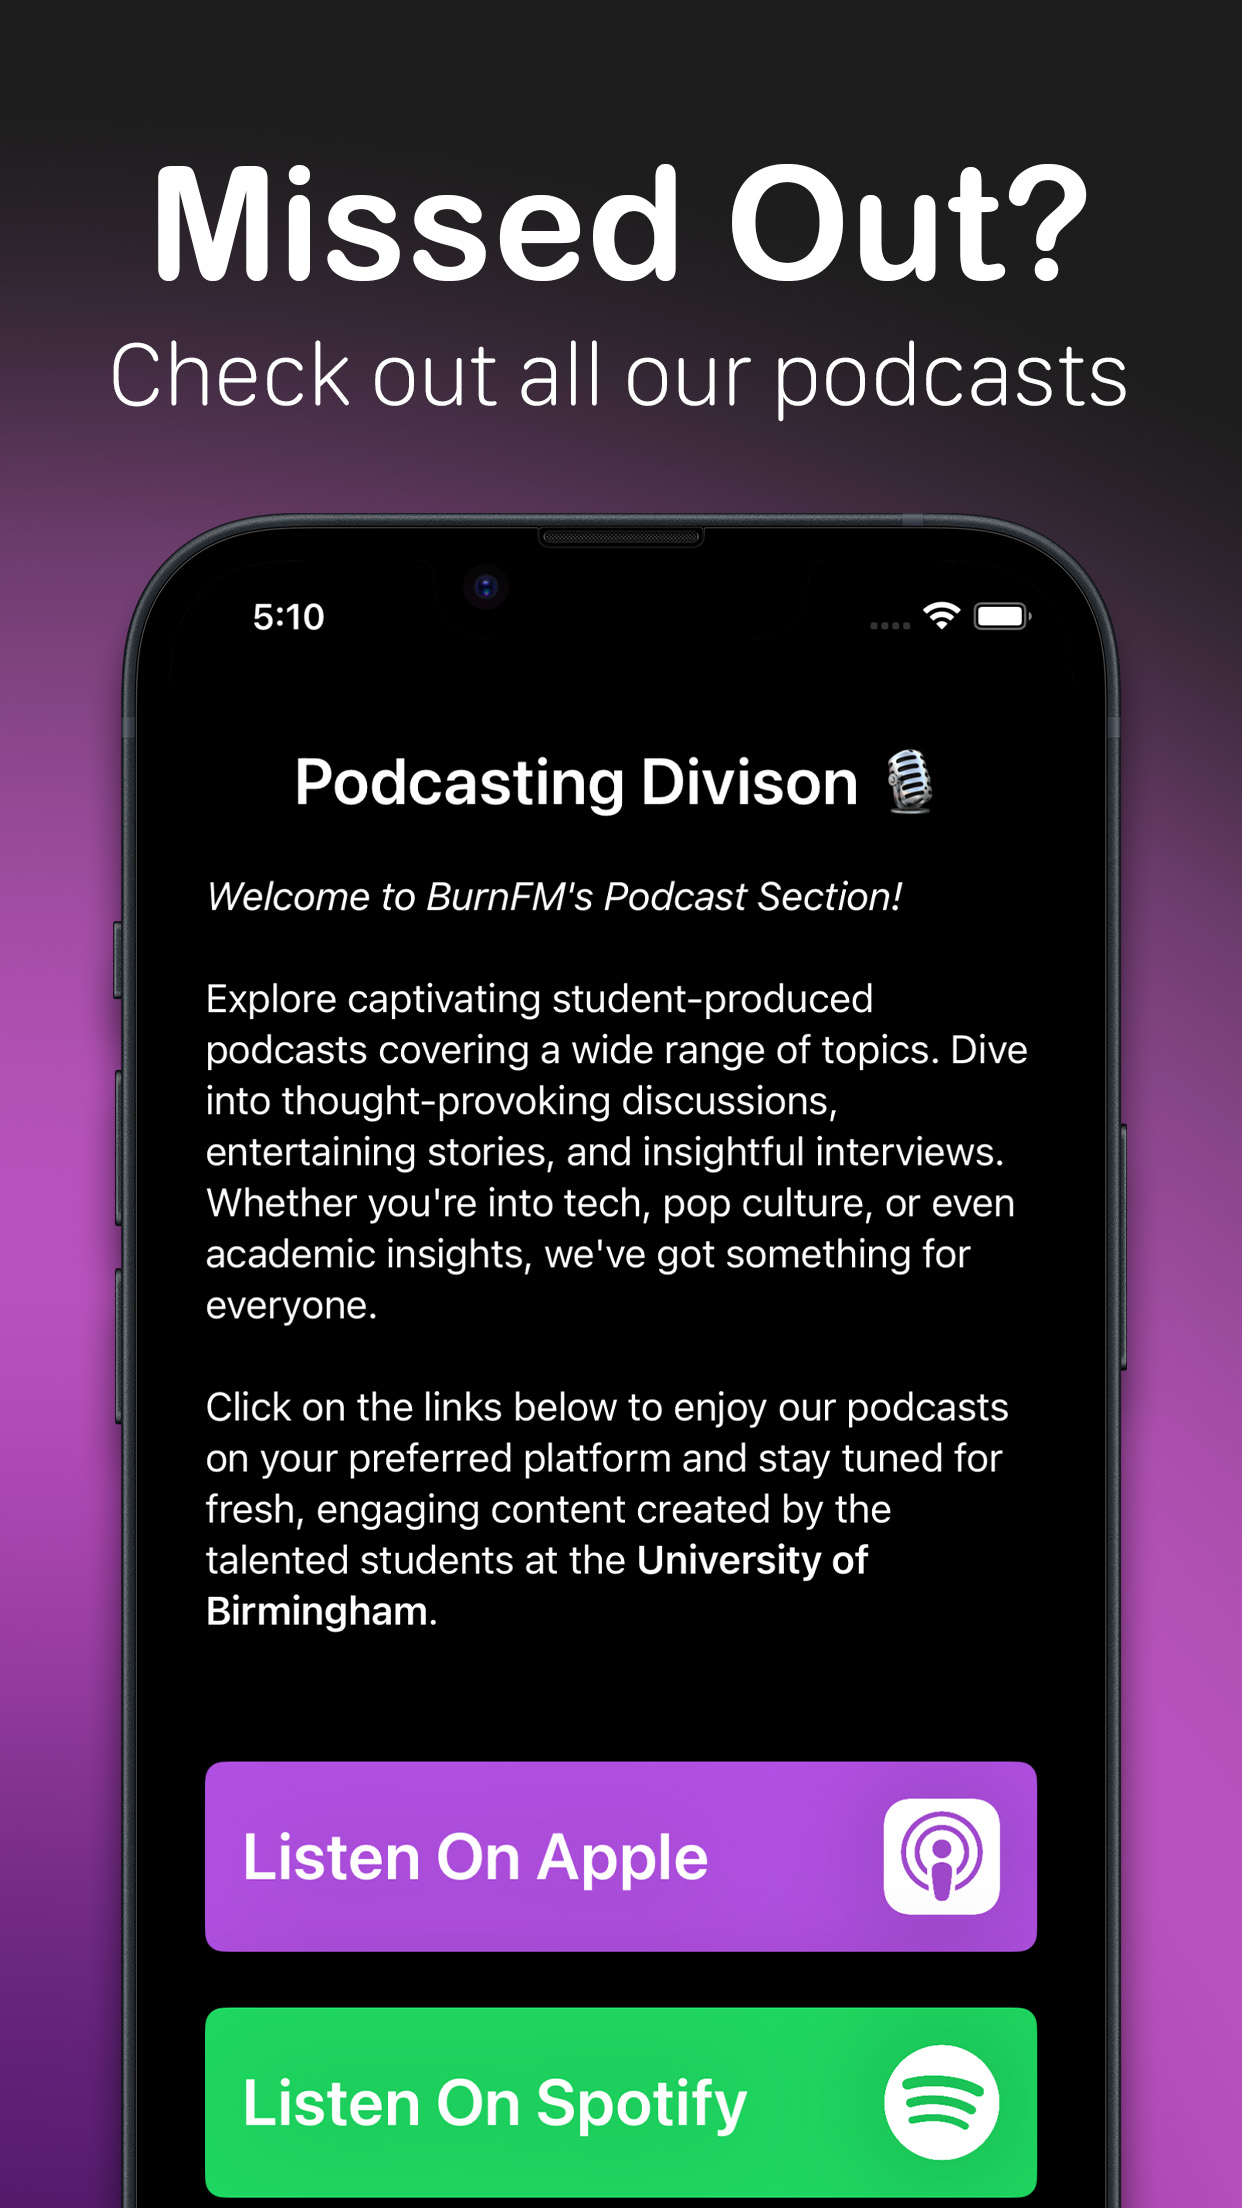 Missed Out?
Check out all our podcasts
5:10
Podcasting Divison
Welcome to BurnFM's Podcast Section!
Explore captivating student-produced
podcasts covering a wide range of topics. Dive
into thought-provoking discussions,
entertaining stories, and insightful interviews.
Whether you're into tech, pop culture, or even
academic insights, we've got something for
everyone.
Click on the links below to enjoy our podcasts
on your preferred platform and stay tuned for
fresh, engaging content created by the
talented students at the University of
Birmingham.
Listen On Apple
Listen On Spotify